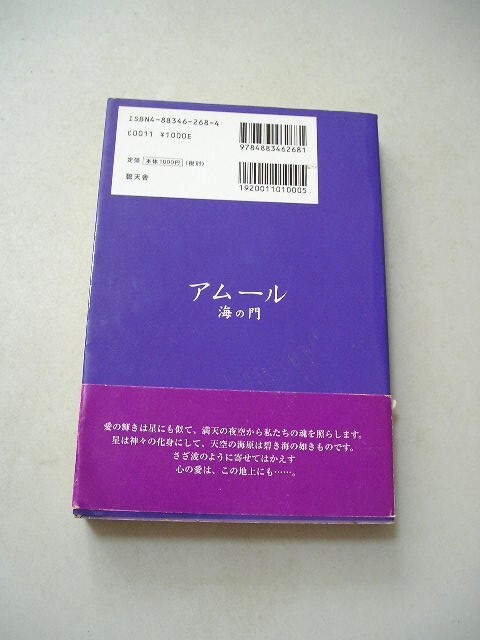 ISBN4-88346-268-4
C0011 ¥1000E
定価 本体1000円 (税別)
碧天舎
9784883462681
1920011010005
アムール
海の門
愛の輝きは星にも似て、満天の夜空から私たちの魂を照らします。
星は神々の化身にして、天空の海原は碧き海の如きものです。
さざ波のように寄せてはかえす
心の愛は、この地上にも……。